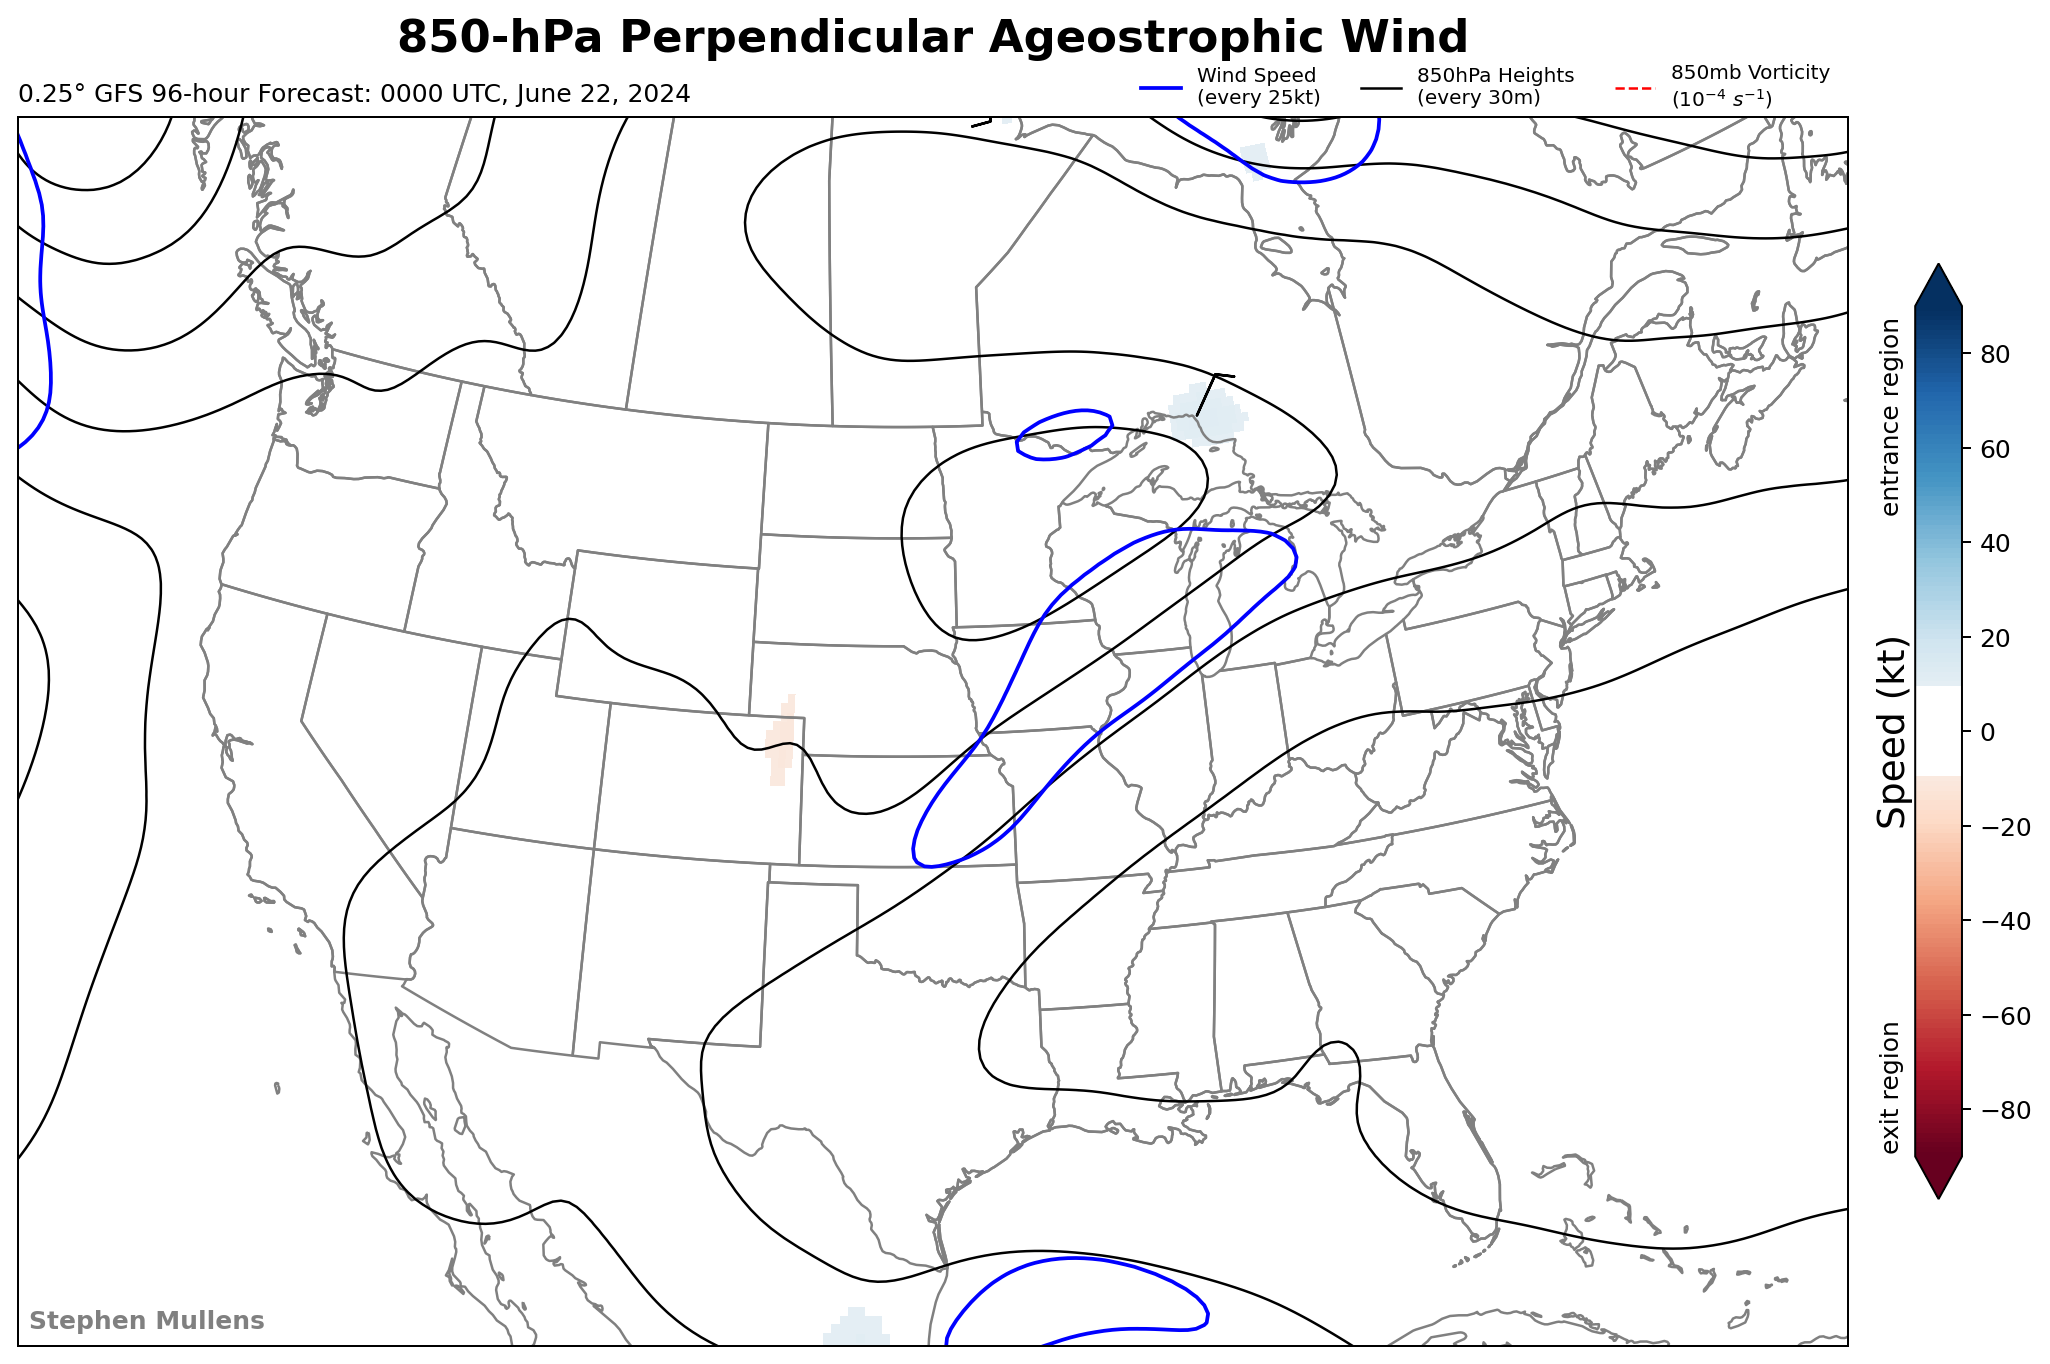 850-hPa Perpendicular Ageostrophic Wind
0.25° GFS 96-hour Forecast: 0000 UTC, June 22, 2024
Wind Speed
(every 25kt)
850hPa Heights
(every 30m)
850mb Vorticity
(10⁻⁴ s⁻¹)
entrance region
Speed (kt)
exit region
80
60
40
20
0
−20
−40
−60
−80
Stephen Mullens